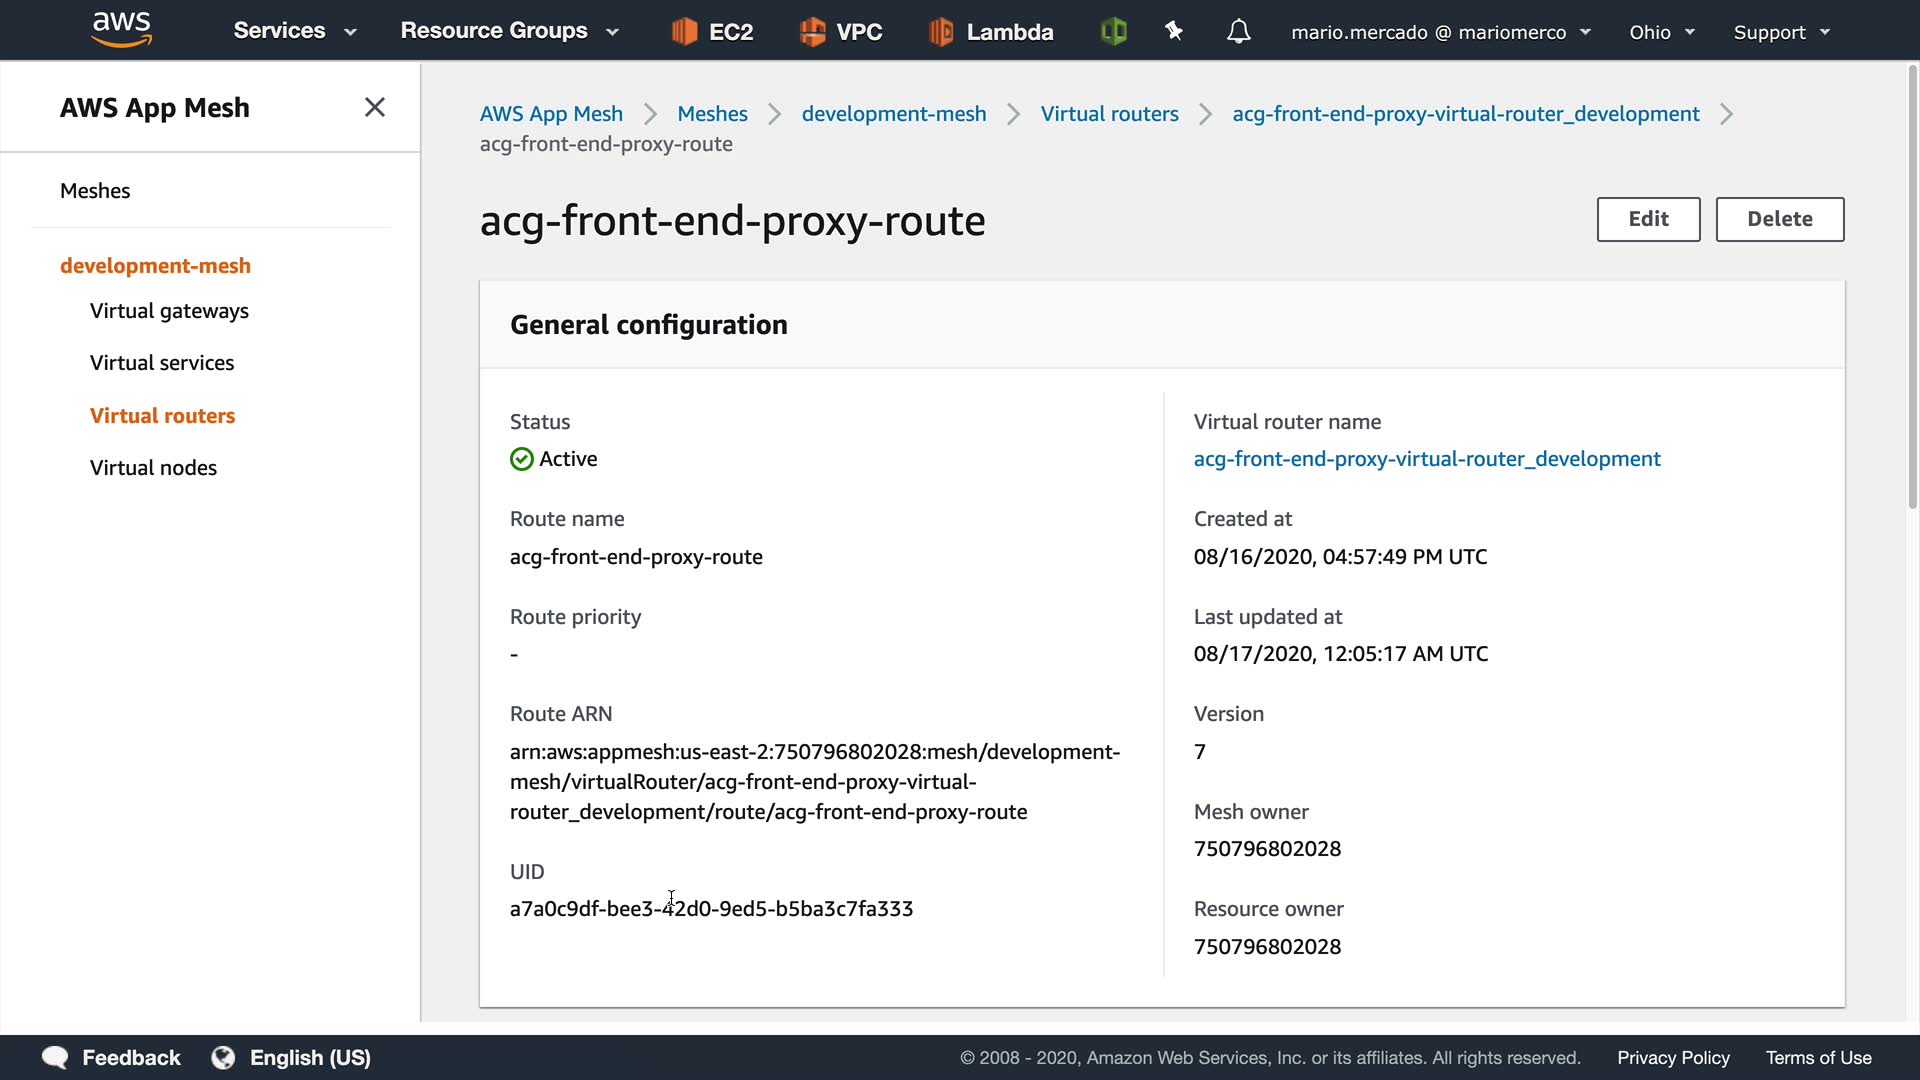 aws Services Resource Groups EC2 VPC Lambda mario.mercado @ mariomerco Ohio Support
AWS App Mesh
Meshes
development-mesh
Virtual gateways
Virtual services
Virtual routers
Virtual nodes
AWS App Mesh Meshes development-mesh Virtual routers acg-front-end-proxy-virtual-router_development
acg-front-end-proxy-route
acg-front-end-proxy-route
Edit Delete
General configuration
Status
Active
Route name
acg-front-end-proxy-route
Route priority
-
Route ARN
arn:aws:appmesh:us-east-2:750796802028:mesh/development-
mesh/virtualRouter/acg-front-end-proxy-virtual-
router_development/route/acg-front-end-proxy-route
UID
a7a0c9df-bee3-42d0-9ed5-b5ba3c7fa333
Virtual router name
acg-front-end-proxy-virtual-router_development
Created at
08/16/2020, 04:57:49 PM UTC
Last updated at
08/17/2020, 12:05:17 AM UTC
Version
7
Mesh owner
750796802028
Resource owner
750796802028
Feedback English (US) © 2008 - 2020, Amazon Web Services, Inc. or its affiliates. All rights reserved. Privacy Policy Terms of Use